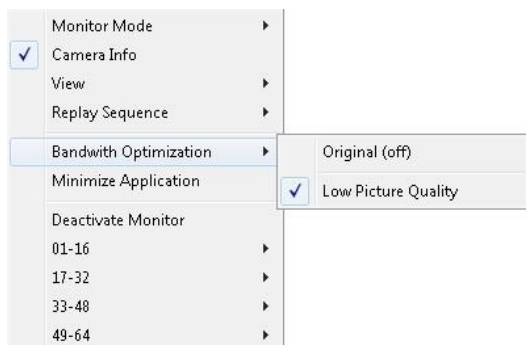 Monitor Mode
Camera Info
View
Replay Sequence
Bandwith Optimization
Original (off)
Minimize Application
Low Picture Quality
Deactivate Monitor
01-16
17-32
33-48
49-64